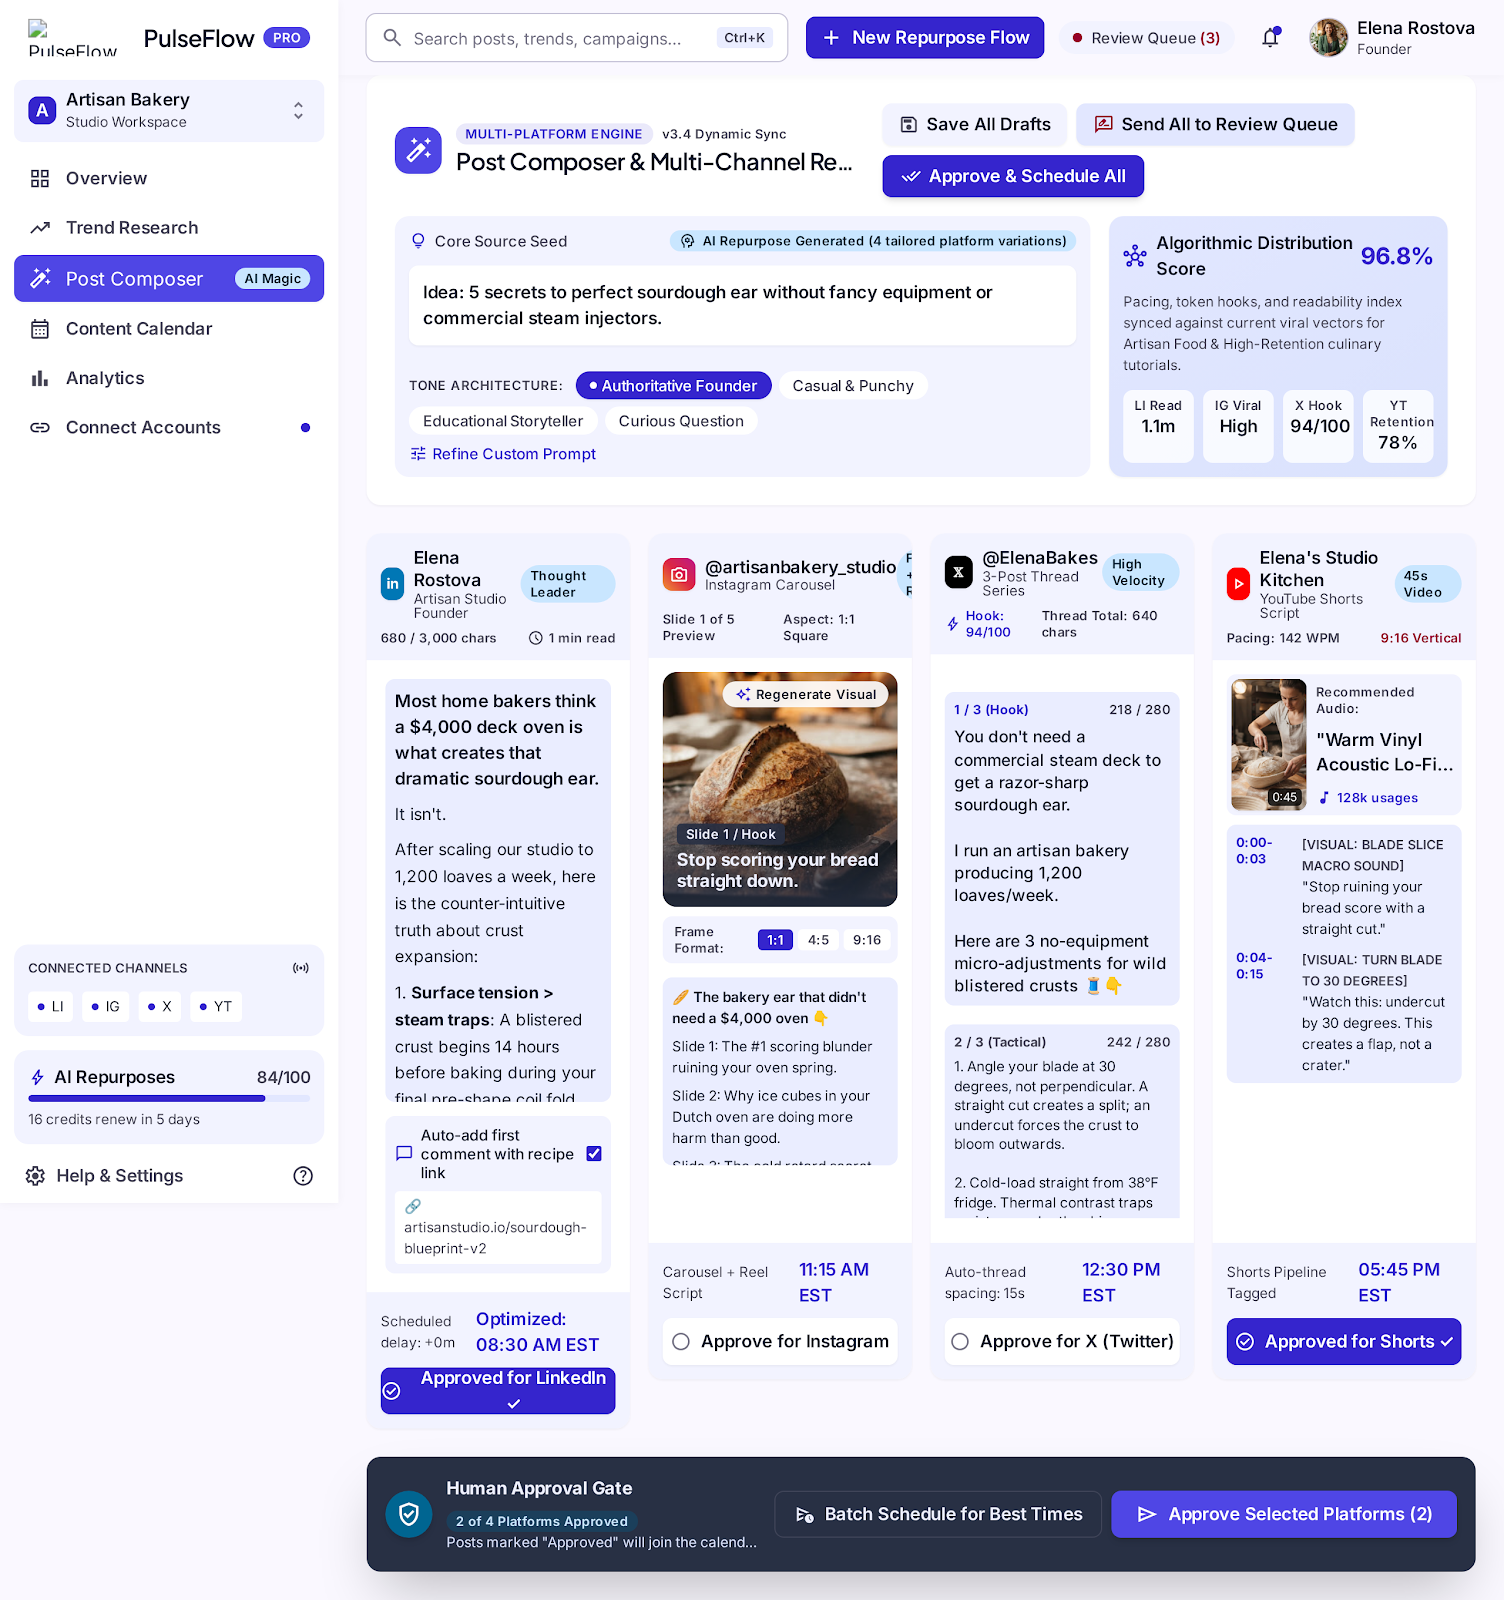 PulseFlow
PulseFlow PRO
Search posts, trends, campaigns...
Ctrl+K
New Repurpose Flow
Review Queue (3)
Elena Rostova
Founder
A
Artisan Bakery
Studio Workspace
Overview
Trend Research
Post Composer
AI Magic
Content Calendar
Analytics
Connect Accounts
CONNECTED CHANNELS
LI
IG
X
YT
AI Repurposes
84/100
16 credits renew in 5 days
Help & Settings
MULTI-PLATFORM ENGINE
v3.4 Dynamic Sync
Post Composer & Multi-Channel Re...
Save All Drafts
Send All to Review Queue
Approve & Schedule All
Core Source Seed
AI Repurpose Generated (4 tailored platform variations)
Idea: 5 secrets to perfect sourdough ear without fancy equipment or
commercial steam injectors.
TONE ARCHITECTURE:
Authoritative Founder
Casual & Punchy
Educational Storyteller
Curious Question
Refine Custom Prompt
Algorithmic Distribution
Score
96.8%
Pacing, token hooks, and readability index
synced against current viral vectors for
Artisan Food & High-Retention culinary
tutorials.
LI Read
1.1m
IG Viral
High
X Hook
94/100
YT
Retention
78%
in
Elena
Rostova
Artisan Studio
Founder
Thought
Leader
680 / 3,000 chars
1 min read
Most home bakers think
a $4,000 deck oven is
what creates that
dramatic sourdough ear.
It isn't.
After scaling our studio to
1,200 loaves a week, here
is the counter-intuitive
truth about crust
expansion:
1. Surface tension >
steam traps: A blistered
crust begins 14 hours
before baking during your
final pre-shape coil fold
Auto-add first
comment with recipe
link
🔗
artisanstudio.io/sourdough-
blueprint-v2
Scheduled
delay: +0m
Optimized:
08:30 AM EST
Approved for LinkedIn
✓
@artisanbakery_studio
Instagram Carousel
Slide 1 of 5
Preview
Aspect: 1:1
Square
Regenerate Visual
Slide 1 / Hook
Stop scoring your bread
straight down.
Frame
Format:
1:1
4:5
9:16
🥖 The bakery ear that didn't
need a $4,000 oven 👇
Slide 1: The #1 scoring blunder
ruining your oven spring.
Slide 2: Why ice cubes in your
Dutch oven are doing more
harm than good.
Slide 3: The cold retard secret
Carousel + Reel
Script
11:15 AM
EST
Approve for Instagram
X
@ElenaBakes
3-Post Thread
Series
High
Velocity
Hook:
94/100
Thread Total: 640
chars
1 / 3 (Hook)
218 / 280
You don't need a
commercial steam deck to
get a razor-sharp
sourdough ear.
I run an artisan bakery
producing 1,200
loaves/week.
Here are 3 no-equipment
micro-adjustments for wild
blistered crusts 🧵👇
2 / 3 (Tactical)
242 / 280
1. Angle your blade at 30
degrees, not perpendicular. A
straight cut creates a split; an
undercut forces the crust to
bloom outwards.
2. Cold-load straight from 38°F
fridge. Thermal contrast traps
Auto-thread
spacing: 15s
12:30 PM
EST
Approve for X (Twitter)
Elena's Studio
Kitchen
YouTube Shorts
Script
45s
Video
Pacing: 142 WPM
9:16 Vertical
0:45
Recommended
Audio:
"Warm Vinyl
Acoustic Lo-Fi...
128k usages
0:00-
0:03
[VISUAL: BLADE SLICE
MACRO SOUND]
"Stop ruining your
bread score with a
straight cut."
0:04-
0:15
[VISUAL: TURN BLADE
TO 30 DEGREES]
"Watch this: undercut
by 30 degrees. This
creates a flap, not a
crater."
Shorts Pipeline
Tagged
05:45 PM
EST
Approved for Shorts ✓
Human Approval Gate
2 of 4 Platforms Approved
Posts marked "Approved" will join the calend...
Batch Schedule for Best Times
Approve Selected Platforms (2)